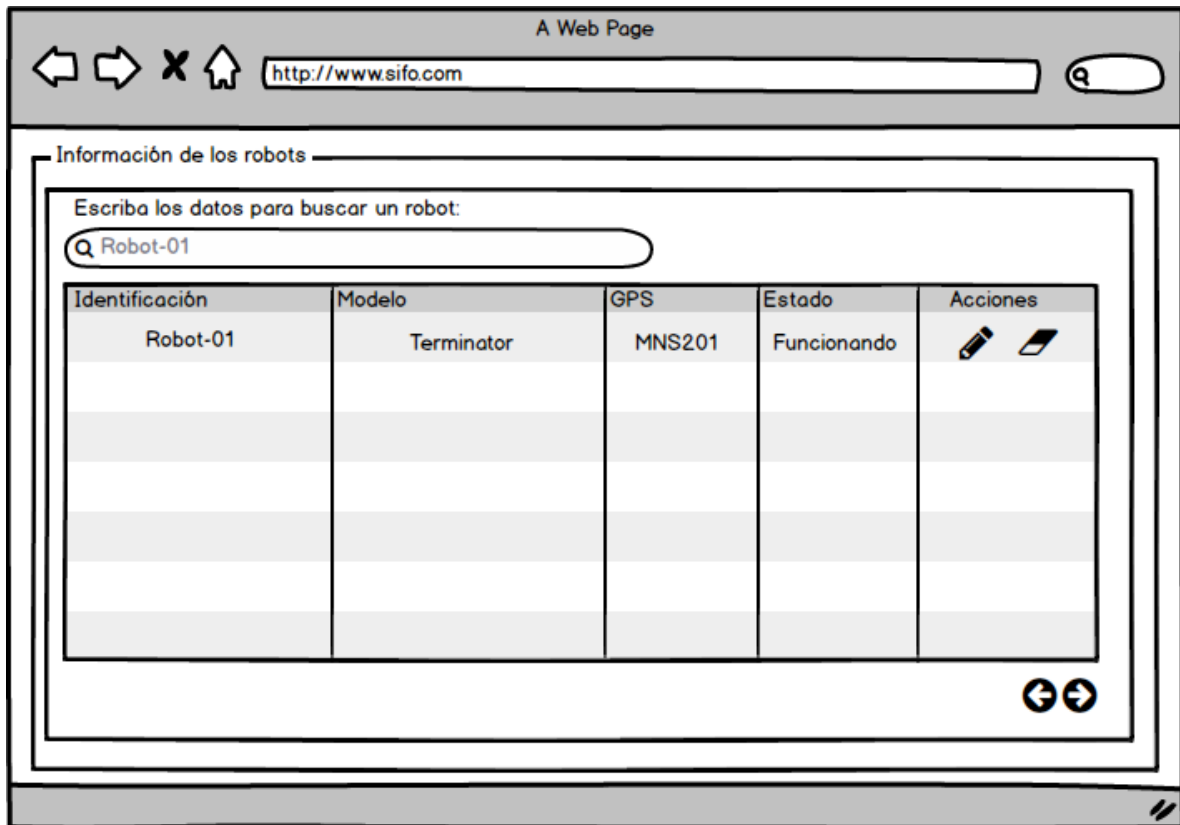 A Web Page
http://www.sifo.com
Información de los robots
Escriba los datos para buscar un robot:
Robot-01
Identificación Modelo GPS Estado Acciones
Robot-01 Terminator MNS201 Funcionando